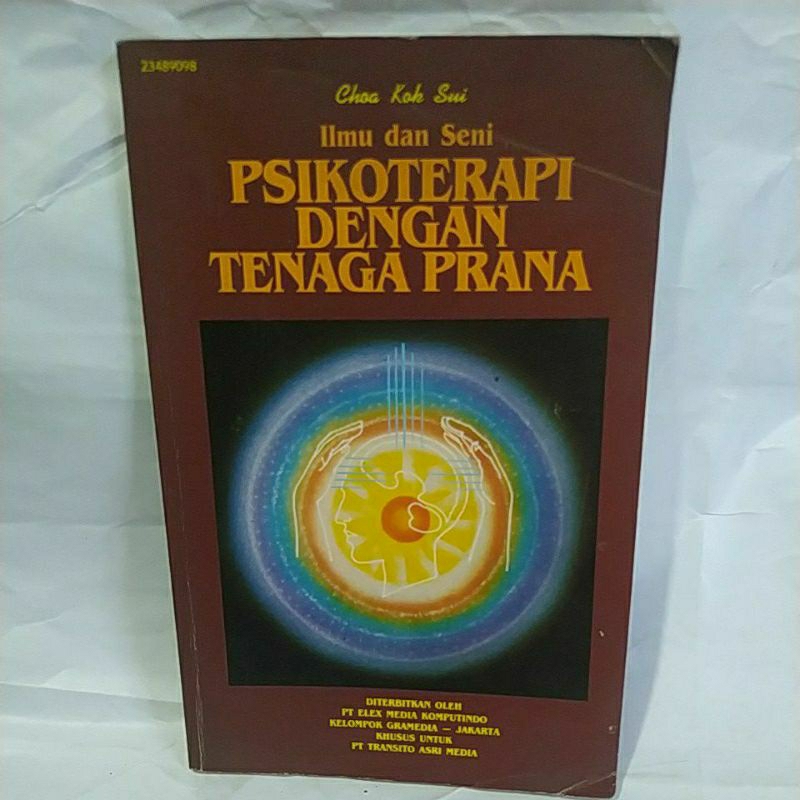 23489098
Choa Kok Sui
Ilmu dan Seni
PSIKOTERAPI
DENGAN
TENAGA PRANA
DITERBITKAN OLEH
PT ELEX MEDIA KOMPUTINDO
KELOMPOK GRAMEDIA — JAKARTA
KHUSUS UNTUK
PT TRANSITO ASRI MEDIA